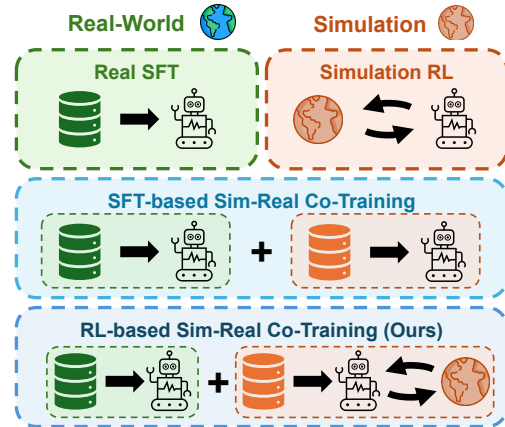 Real-World
Simulation
Real SFT
Simulation RL
SFT-based Sim-Real Co-Training
+
RL-based Sim-Real Co-Training (Ours)
+